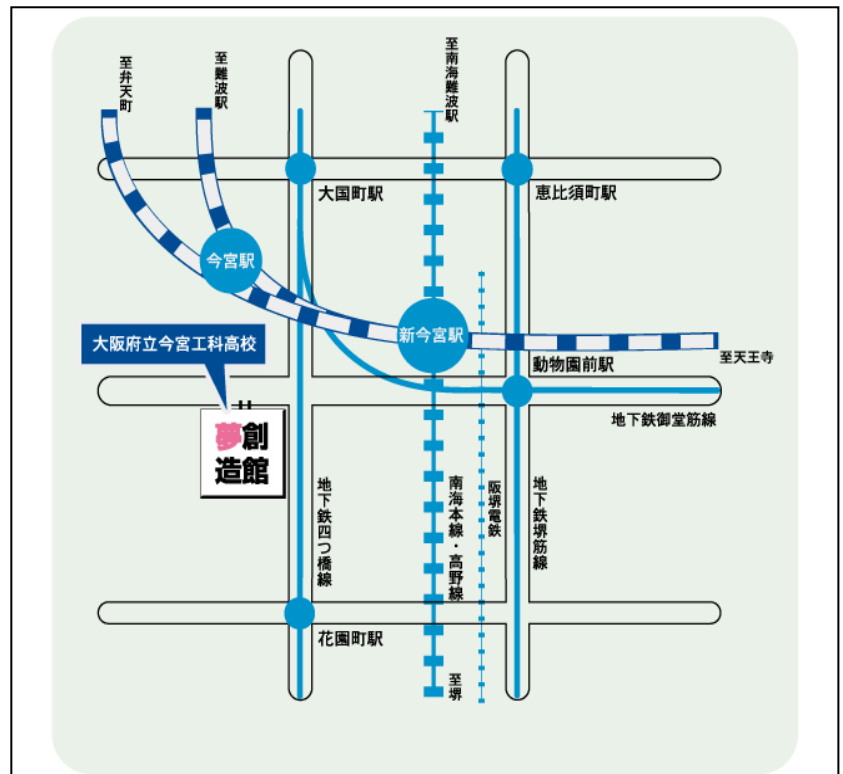 至弁天町
至難波駅
至南海難波駅
大国町駅
恵比須町駅
今宮駅
新今宮駅
大阪府立今宮工科高校
動物園前駅
至天王寺
地下鉄御堂筋線
夢創
造館
地下鉄四つ橋線
南海本線・高野線
阪堺電鉄
地下鉄堺筋線
花園町駅
至堺